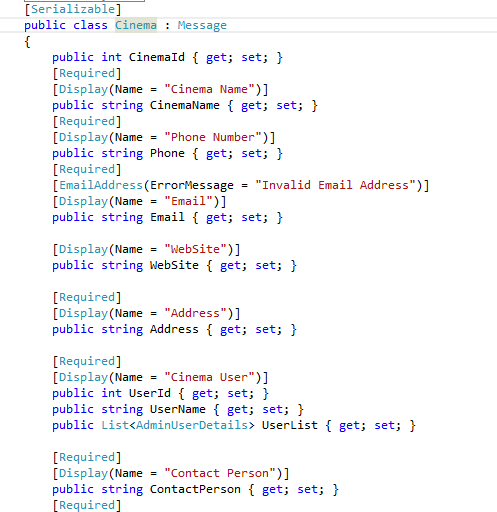 [Serializable]
public class Cinema : Message
{
    public int CinemaId { get; set; }
    [Required]
    [Display(Name = "Cinema Name")]
    public string CinemaName { get; set; }
    [Required]
    [Display(Name = "Phone Number")]
    public string Phone { get; set; }
    [Required]
    [EmailAddress(ErrorMessage = "Invalid Email Address")]
    [Display(Name = "Email")]
    public string Email { get; set; }
    [Display(Name = "WebSite")]
    public string WebSite { get; set; }
    [Required]
    [Display(Name = "Address")]
    public string Address { get; set; }
    [Required]
    [Display(Name = "Cinema User")]
    public int UserId { get; set; }
    public string UserName { get; set; }
    public List<AdminUserDetails> UserList { get; set; }
    [Required]
    [Display(Name = "Contact Person")]
    public string ContactPerson { get; set; }
    [Required]